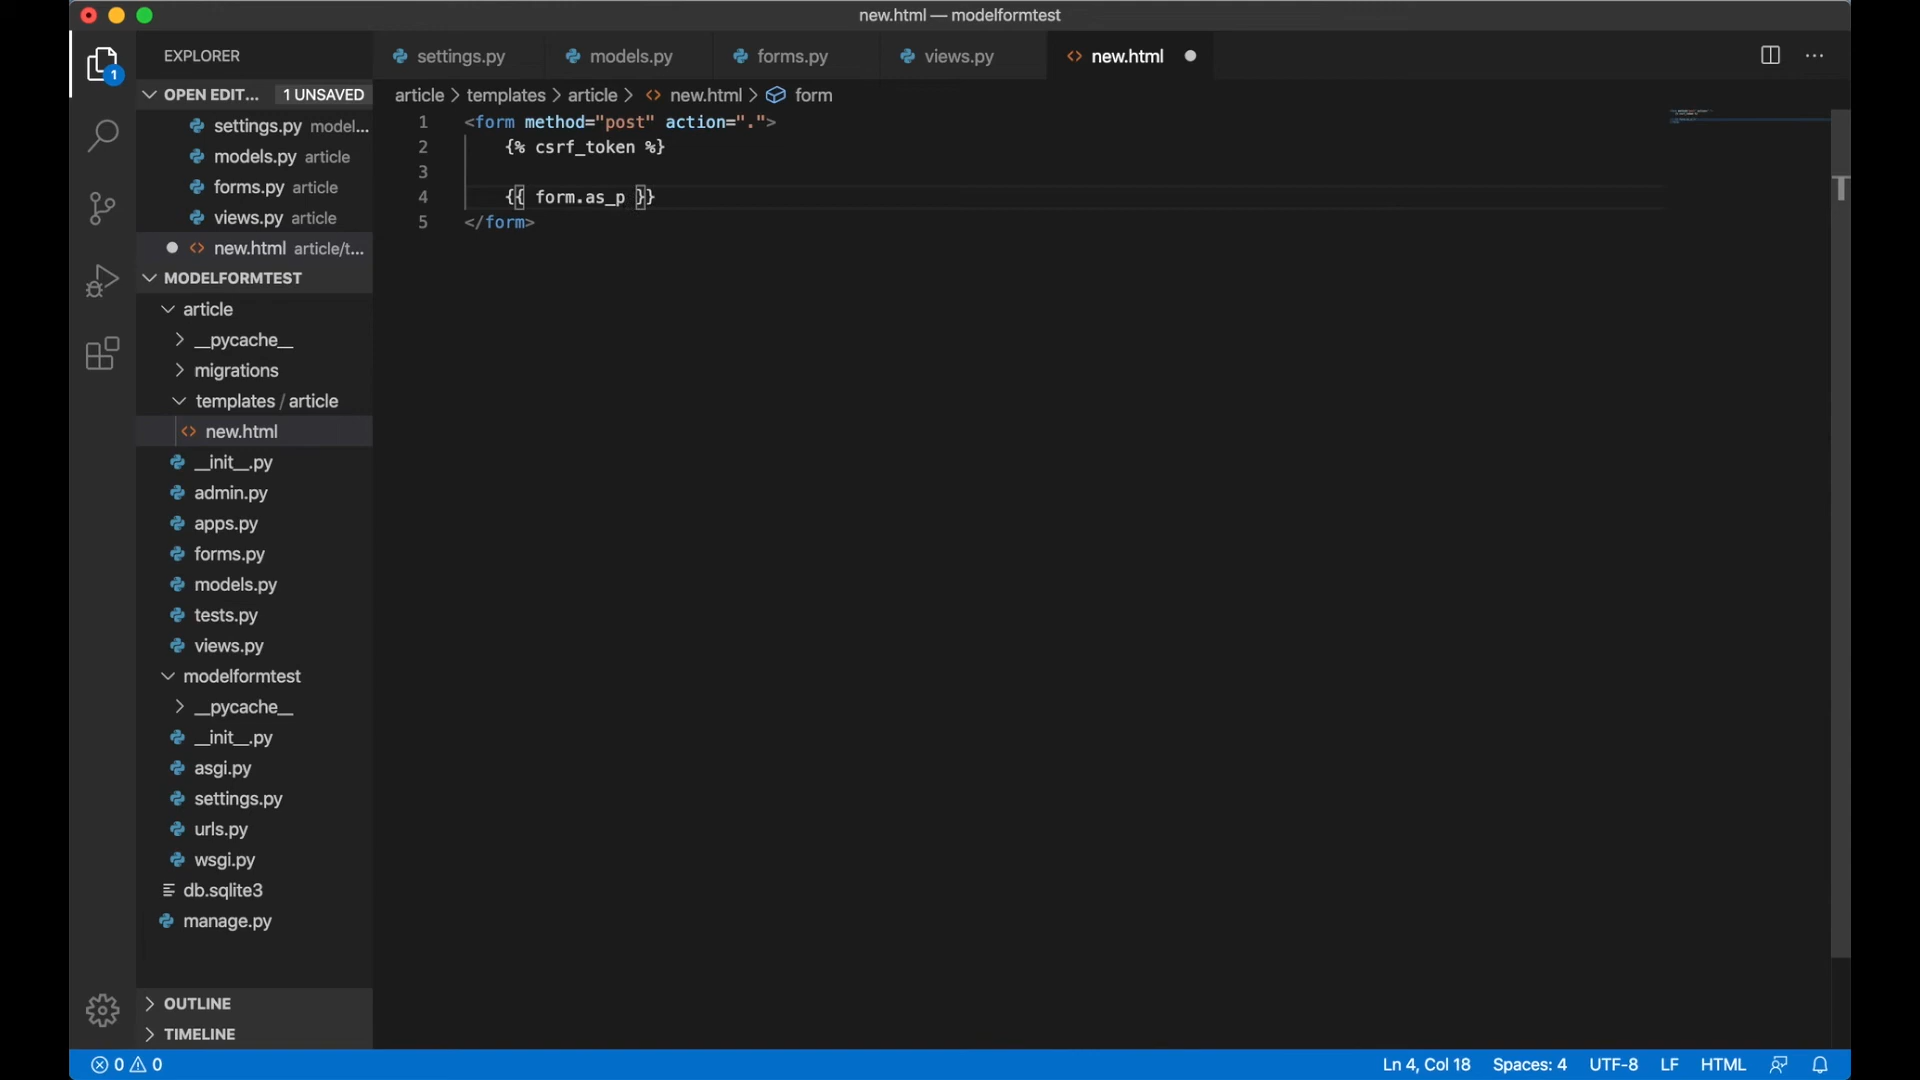 new.html — modelformtest
EXPLORER
settings.py
models.py
forms.py
views.py
new.html
1
OPEN EDIT...
1 UNSAVED
settings.py model...
models.py article
forms.py article
views.py article
new.html article/t...
MODELFORMTEST
article
__pycache__
migrations
templates / article
new.html
__init__.py
admin.py
apps.py
forms.py
models.py
tests.py
views.py
modelformtest
__pycache__
__init__.py
asgi.py
settings.py
urls.py
wsgi.py
db.sqlite3
manage.py
OUTLINE
TIMELINE
article > templates > article > new.html > form
1 <form method="post" action=".">
2 {% csrf_token %}
3
4 {{ form.as_p }}
5 </form>
0 0
Ln 4, Col 18
Spaces: 4
UTF-8
LF
HTML